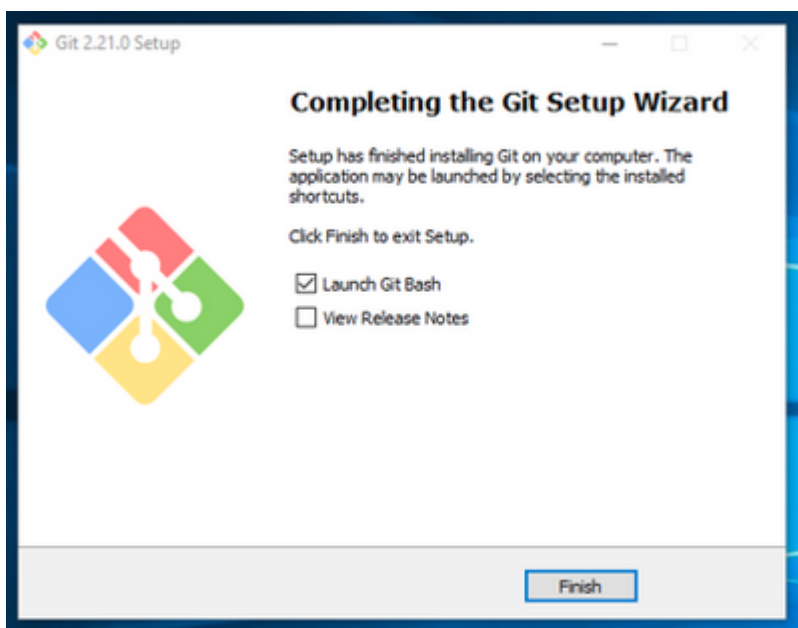 Git 2.21.0 Setup
Completing the Git Setup Wizard
Setup has finished installing Git on your computer. The
application may be launched by selecting the installed
shortcuts.
Click Finish to exit Setup.
Launch Git Bash
View Release Notes
Finish